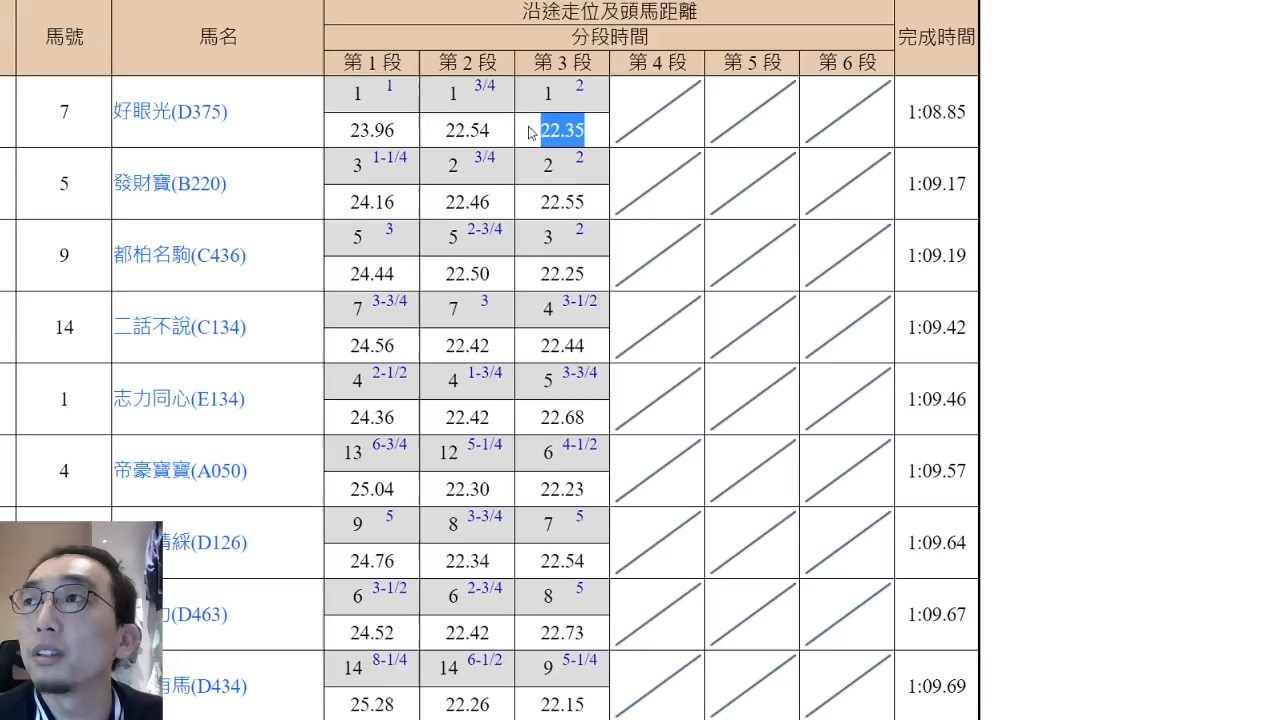 沿途走位及頭馬距離
馬號 馬名 分段時間 完成時間
第 1 段 第 2 段 第 3 段 第 4 段 第 5 段 第 6 段
1 1 1 3/4 1 2
7 好眼光(D375) 1:08.85
23.96 22.54 22.35
3 1-1/4 2 3/4 2 2
5 發財寶(B220) 1:09.17
24.16 22.46 22.55
5 3 5 2-3/4 3 2
9 都柏名駒(C436) 1:09.19
24.44 22.50 22.25
7 3-3/4 7 3 4 3-1/2
14 二話不說(C134) 1:09.42
24.56 22.42 22.44
4 2-1/2 4 1-3/4 5 3-3/4
1 志力同心(E134) 1:09.46
24.36 22.42 22.68
13 6-3/4 12 5-1/4 6 4-1/2
4 帝豪寶寶(A050) 1:09.57
25.04 22.30 22.23
9 5 8 3-3/4 7 5
綵(D126) 1:09.64
24.76 22.34 22.54
6 3-1/2 6 2-3/4 8 5
(D463) 1:09.67
24.52 22.42 22.73
14 8-1/4 14 6-1/2 9 5-1/4
馬(D434) 1:09.69
25.28 22.26 22.15